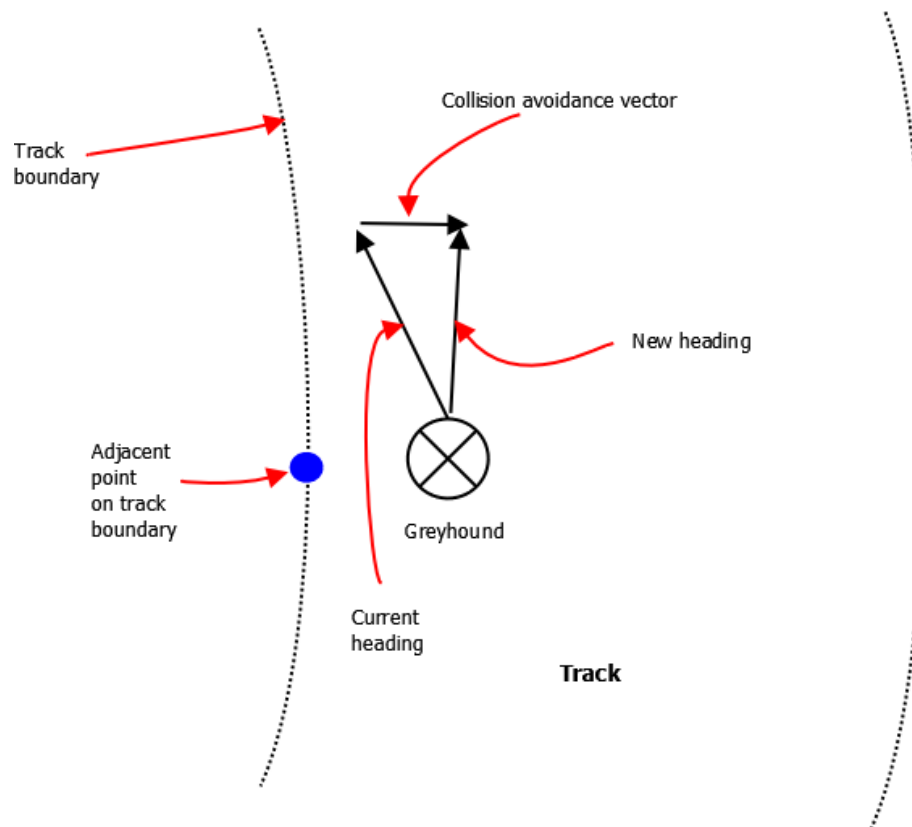 Collision avoidance vector
Track
boundary
New heading
Adjacent
point
on track
boundary
Greyhound
Current
heading
Track